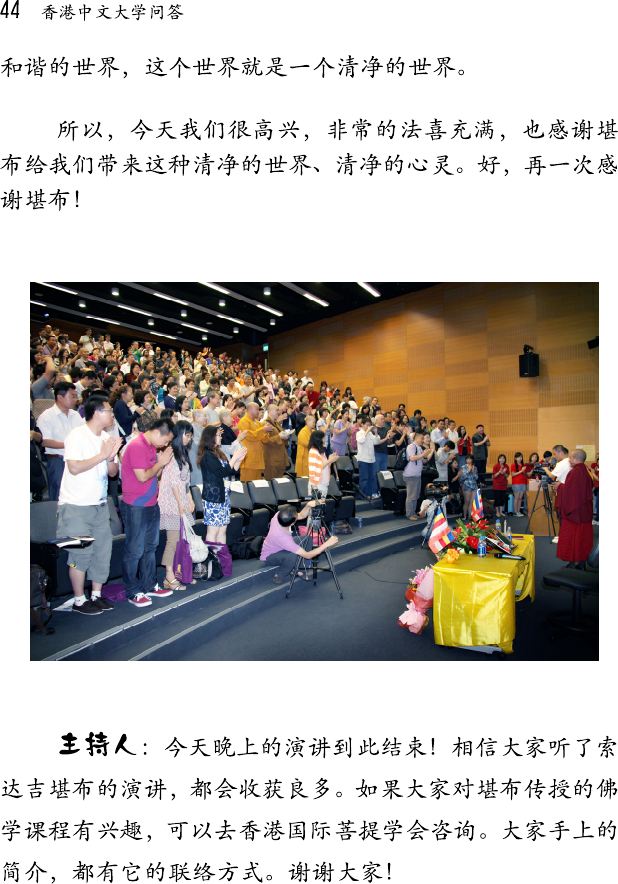 44 香港中文大学问答
和谐的世界，这个世界就是一个清净的世界。
所以，今天我们很高兴，非常的法喜充满，也感谢堪
布给我们带来这种清净的世界、清净的心灵。好，再一次感
谢堪布！
主持人：今天晚上的演讲到此结束！相信大家听了索
达吉堪布的演讲，都会收获良多。如果大家对堪布传授的佛
学课程有兴趣，可以去香港国际菩提学会咨询。大家手上的
简介，都有它的联络方式。谢谢大家！